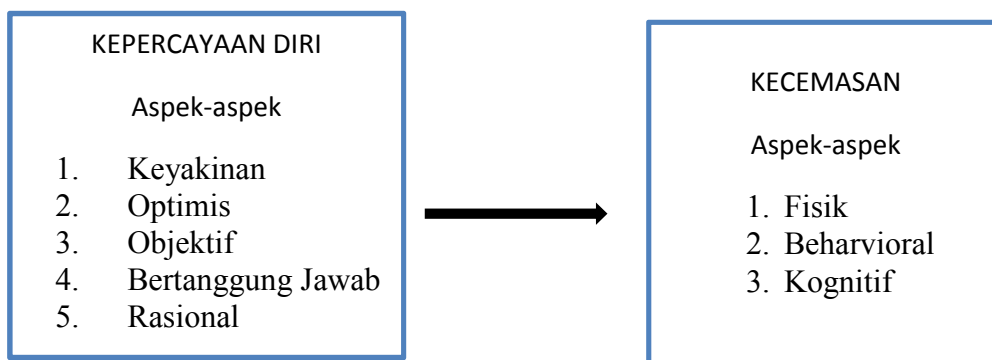 KEPERCAYAAN DIRI
Aspek-aspek
1. Keyakinan
2. Optimis
3. Objektif
4. Bertanggung Jawab
5. Rasional
KECEMASAN
Aspek-aspek
1. Fisik
2. Beharvioral
3. Kognitif